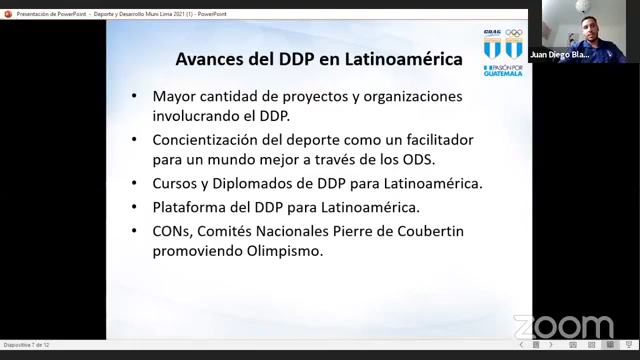 Presentación de PowerPoint - Deporte y Desarrollo Muni Lima 2021 (1) - PowerPoint
Juan Diego Bla...
Avances del DDP en Latinoamérica
PASIÓN POR
GUATEMALA
• Mayor cantidad de proyectos y organizaciones
involucrando el DDP.
• Concientización del deporte como un facilitador
para un mundo mejor a través de los ODS.
• Cursos y Diplomados de DDP para Latinoamérica.
• Plataforma del DDP para Latinoamérica.
• CONs, Comités Nacionales Pierre de Coubertin
promoviendo Olimpismo.
zoom
Diapositiva 7 de 12